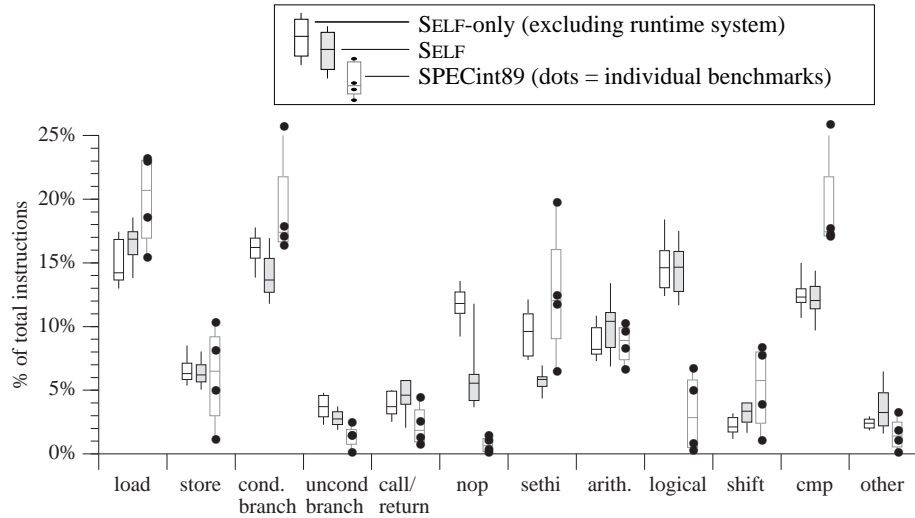 SELF-only (excluding runtime system)
SELF
SPECint89 (dots = individual benchmarks)
% of total instructions
25%
20%
15%
10%
5%
0%
load
store
cond.
branch
uncond
branch
call/
return
nop
sethi
arith.
logical
shift
cmp
other